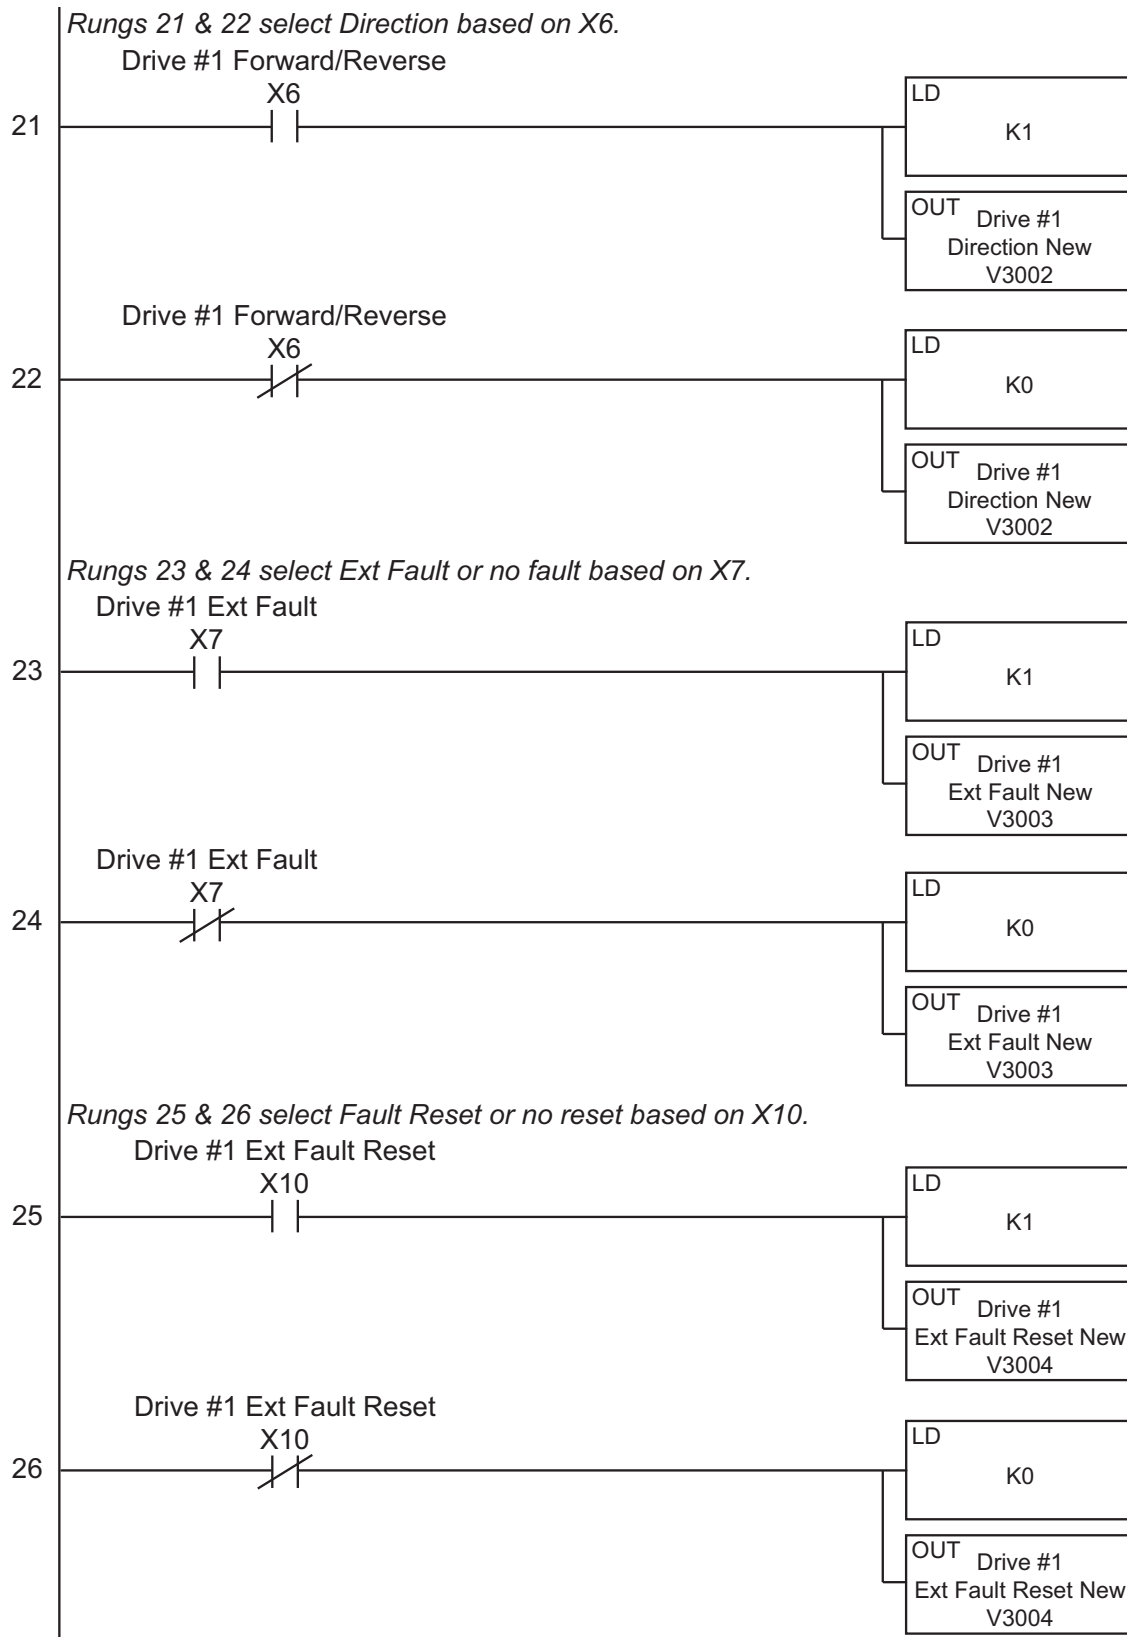 Rungs 21 & 22 select Direction based on X6.
Drive #1 Forward/Reverse
X6
21
LD
K1
OUT
Drive #1
Direction New
V3002
Drive #1 Forward/Reverse
X6
22
LD
K0
OUT
Drive #1
Direction New
V3002
Rungs 23 & 24 select Ext Fault or no fault based on X7.
Drive #1 Ext Fault
X7
23
LD
K1
OUT
Drive #1
Ext Fault New
V3003
Drive #1 Ext Fault
X7
24
LD
K0
OUT
Drive #1
Ext Fault New
V3003
Rungs 25 & 26 select Fault Reset or no reset based on X10.
Drive #1 Ext Fault Reset
X10
25
LD
K1
OUT
Drive #1
Ext Fault Reset New
V3004
Drive #1 Ext Fault Reset
X10
26
LD
K0
OUT
Drive #1
Ext Fault Reset New
V3004